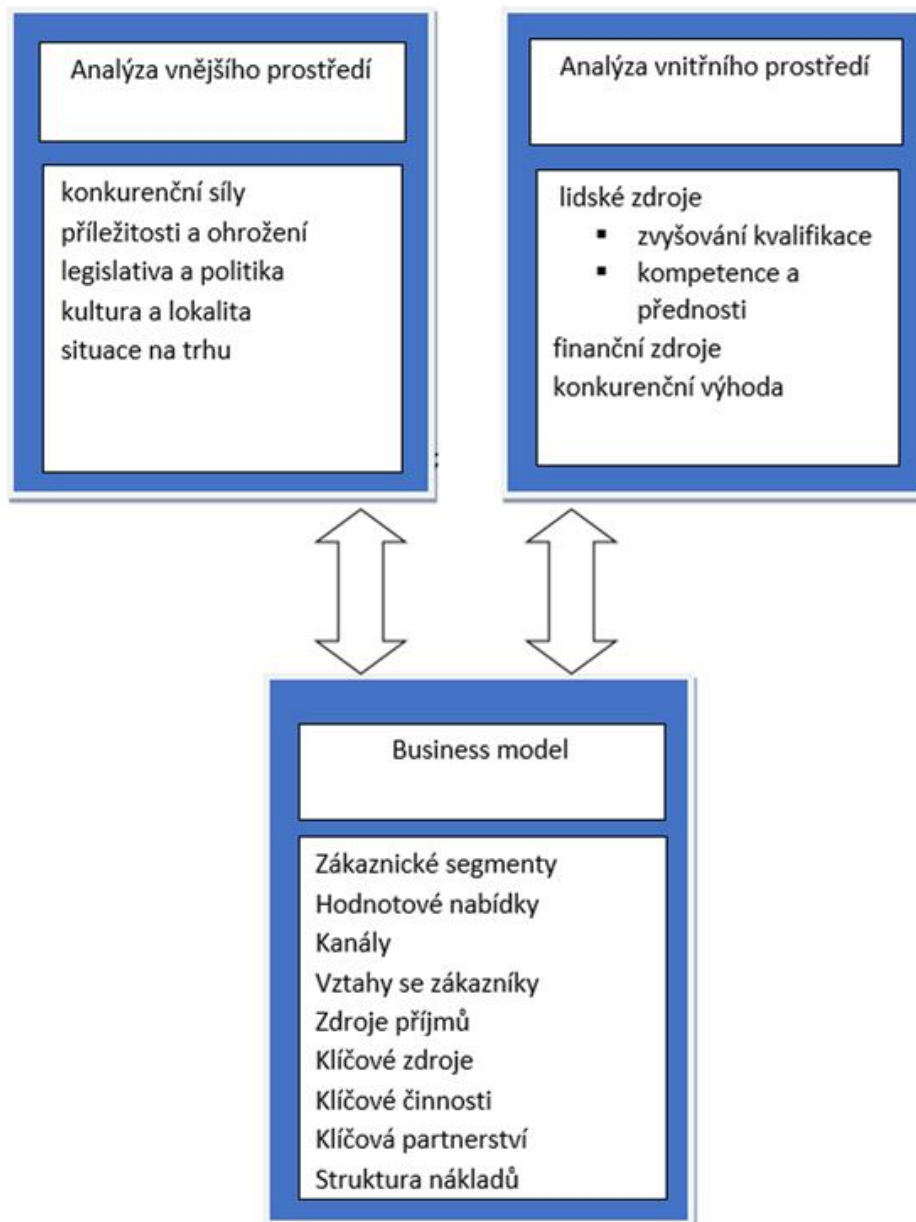 Analýza vnějšího prostředí
konkurenční síly
příležitosti a ohrožení
legislativa a politika
kultura a lokalita
situace na trhu
Analýza vnitřního prostředí
lidské zdroje
▪ zvyšování kvalifikace
▪ kompetence a
přednosti
finanční zdroje
konkurenční výhoda
Business model
Zákaznické segmenty
Hodnotové nabídky
Kanály
Vztahy se zákazníky
Zdroje příjmů
Klíčové zdroje
Klíčové činnosti
Klíčová partnerství
Struktura nákladů